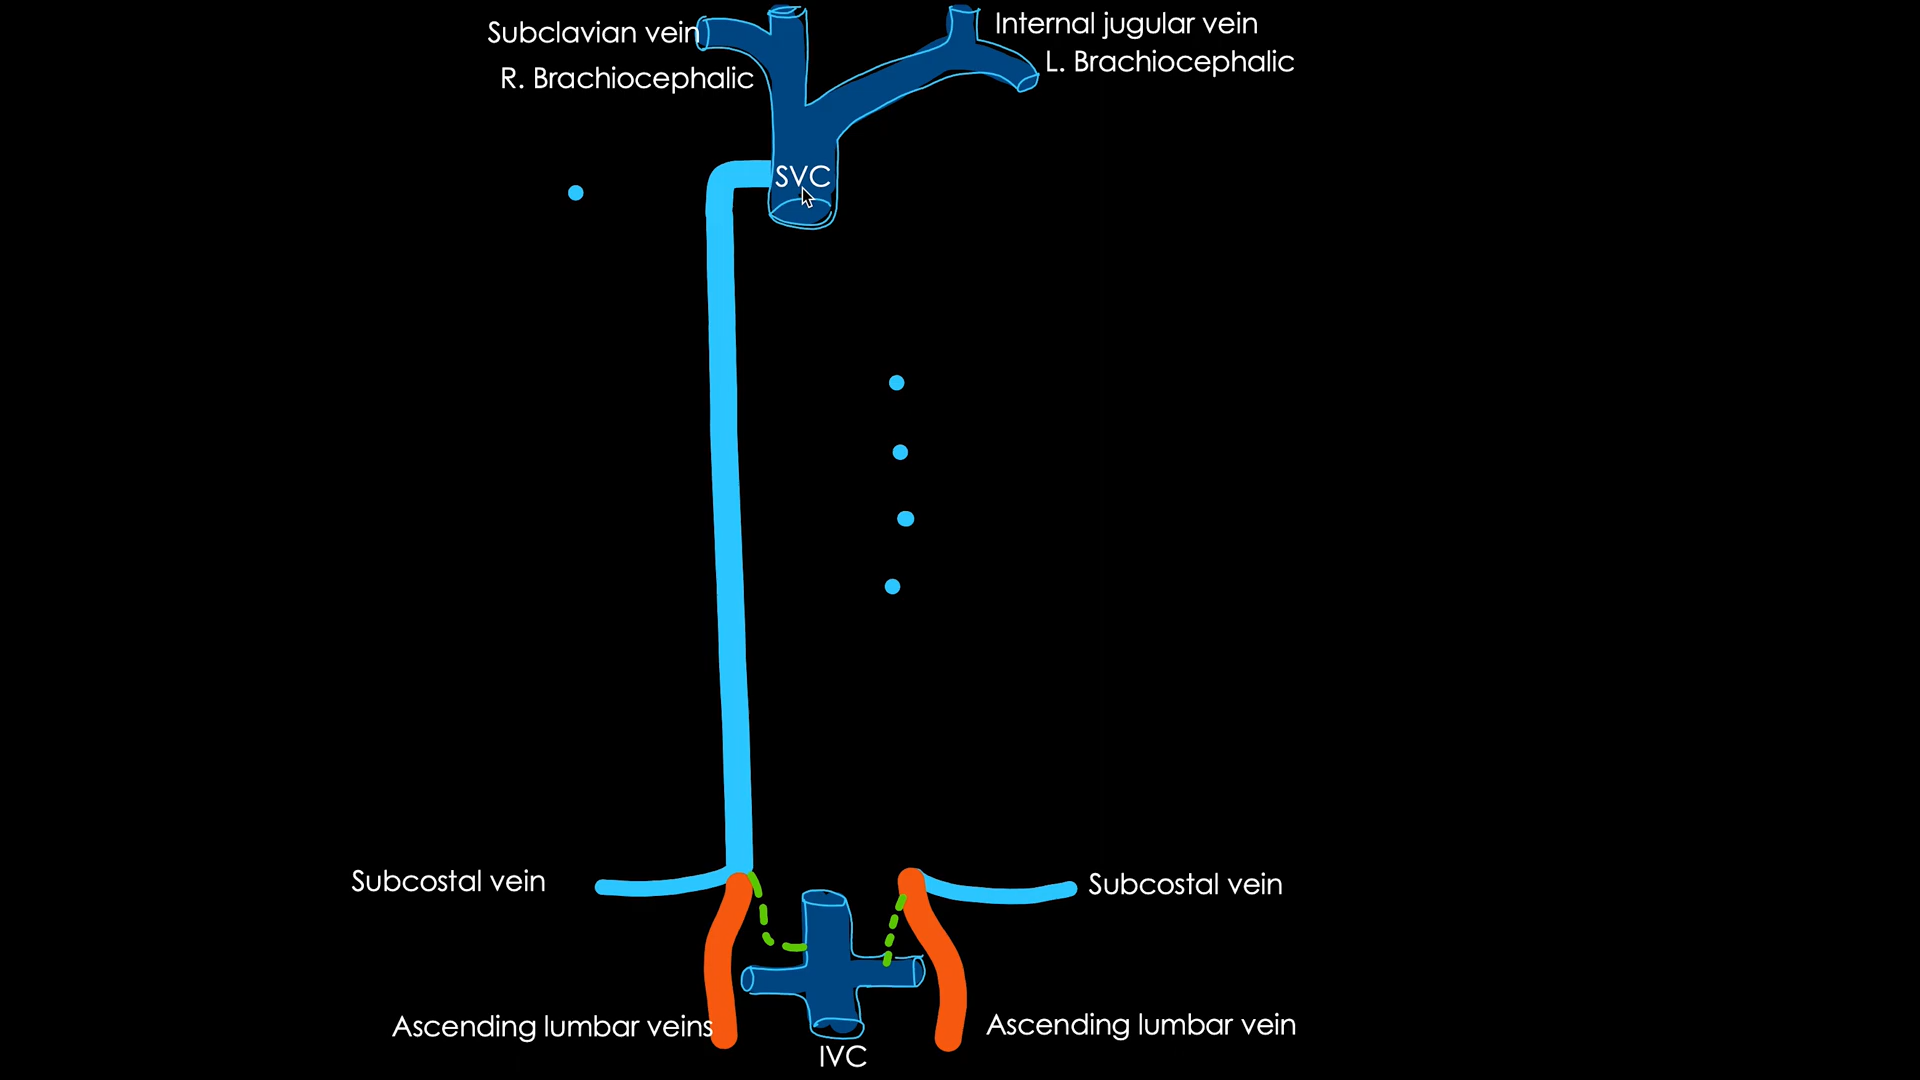 Subclavian vein
Internal jugular vein
R. Brachiocephalic
L. Brachiocephalic
SVC
Subcostal vein
Subcostal vein
Ascending lumbar veins
Ascending lumbar vein
IVC